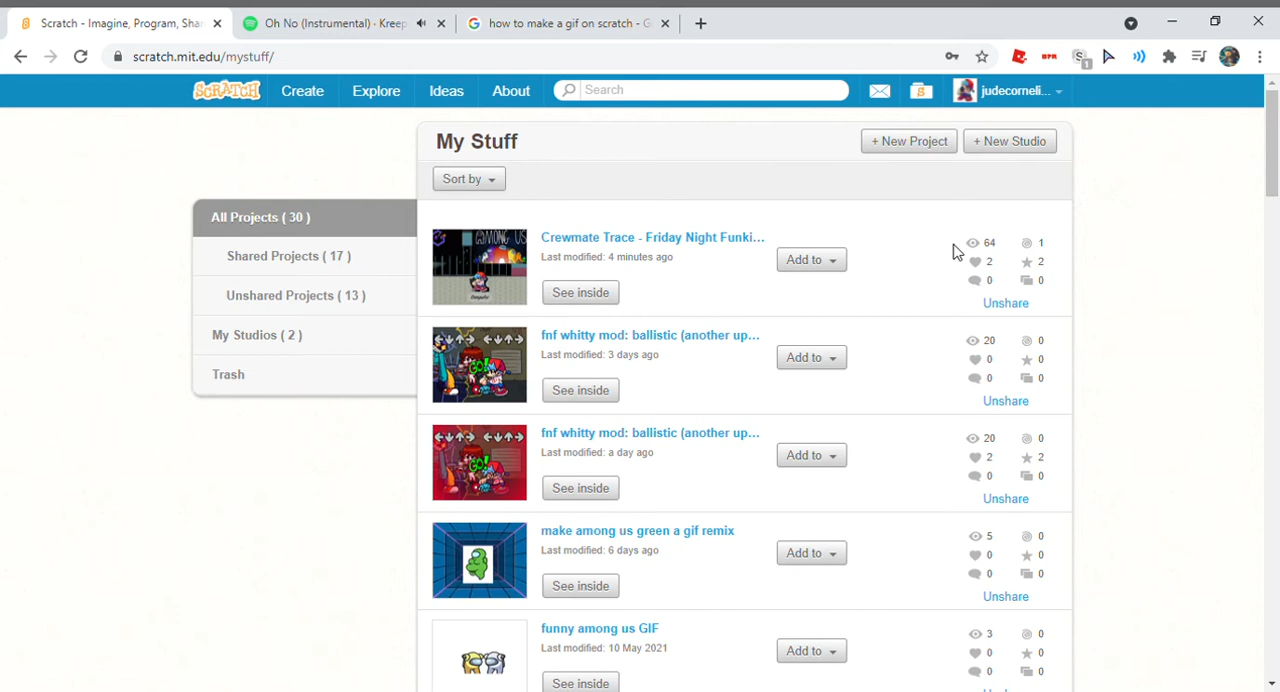 Scratch - Imagine, Program, Shar
Oh No (Instrumental) · Kreep
how to make a gif on scratch - G
scratch.mit.edu/mystuff/
SCRATCH
Create
Explore
Ideas
About
Search
judecorneli...
My Stuff
+ New Project
+ New Studio
Sort by
All Projects ( 30 )
Shared Projects ( 17 )
Unshared Projects ( 13 )
My Studios ( 2 )
Trash
Crewmate Trace - Friday Night Funki...
Last modified: 4 minutes ago
See inside
Add to
64 1
2 2
0 0
Unshare
fnf whitty mod: ballistic (another up...
Last modified: 3 days ago
See inside
Add to
20 0
0 0
0 0
Unshare
fnf whitty mod: ballistic (another up...
Last modified: a day ago
See inside
Add to
20 0
2 2
0 0
Unshare
make among us green a gif remix
Last modified: 6 days ago
See inside
Add to
5 0
0 0
0 0
Unshare
funny among us GIF
Last modified: 10 May 2021
See inside
Add to
3 0
0 0
0 0